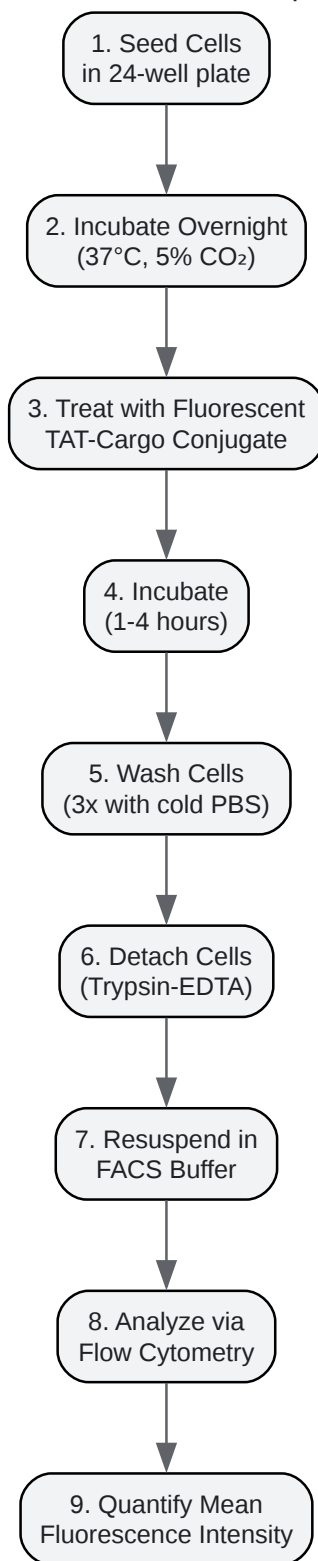 1. Seed Cells
in 24-well plate
2. Incubate Overnight
(37°C, 5% CO₂)
3. Treat with Fluorescent
TAT-Cargo Conjugate
4. Incubate
(1-4 hours)
5. Wash Cells
(3x with cold PBS)
6. Detach Cells
(Trypsin-EDTA)
7. Resuspend in
FACS Buffer
8. Analyze via
Flow Cytometry
9. Quantify Mean
Fluorescence Intensity